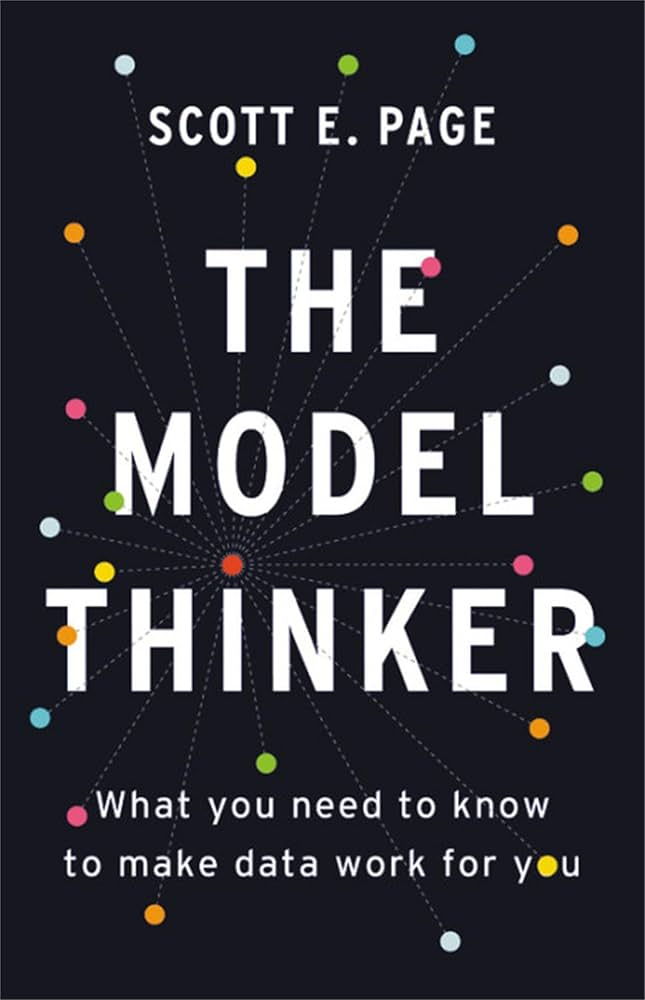 SCOTT E. PAGE
THE
MODEL
THINKER
What you need to know
to make data work for you